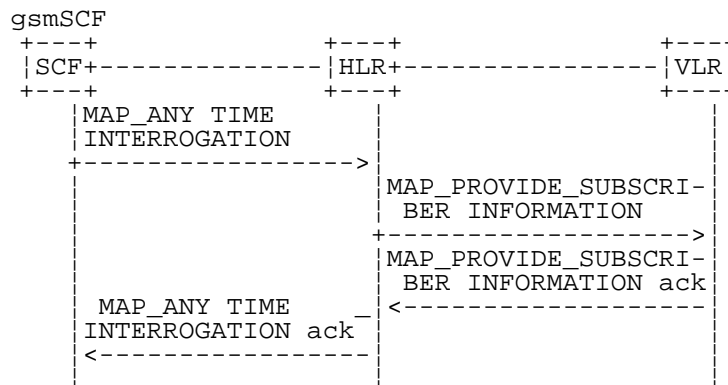 gsmSCF
SCF HLR VLR
MAP_ANY TIME
INTERROGATION
MAP_PROVIDE_SUBSCRI-
BER INFORMATION
MAP_PROVIDE_SUBSCRI-
BER INFORMATION ack
MAP_ANY TIME _
INTERROGATION ack